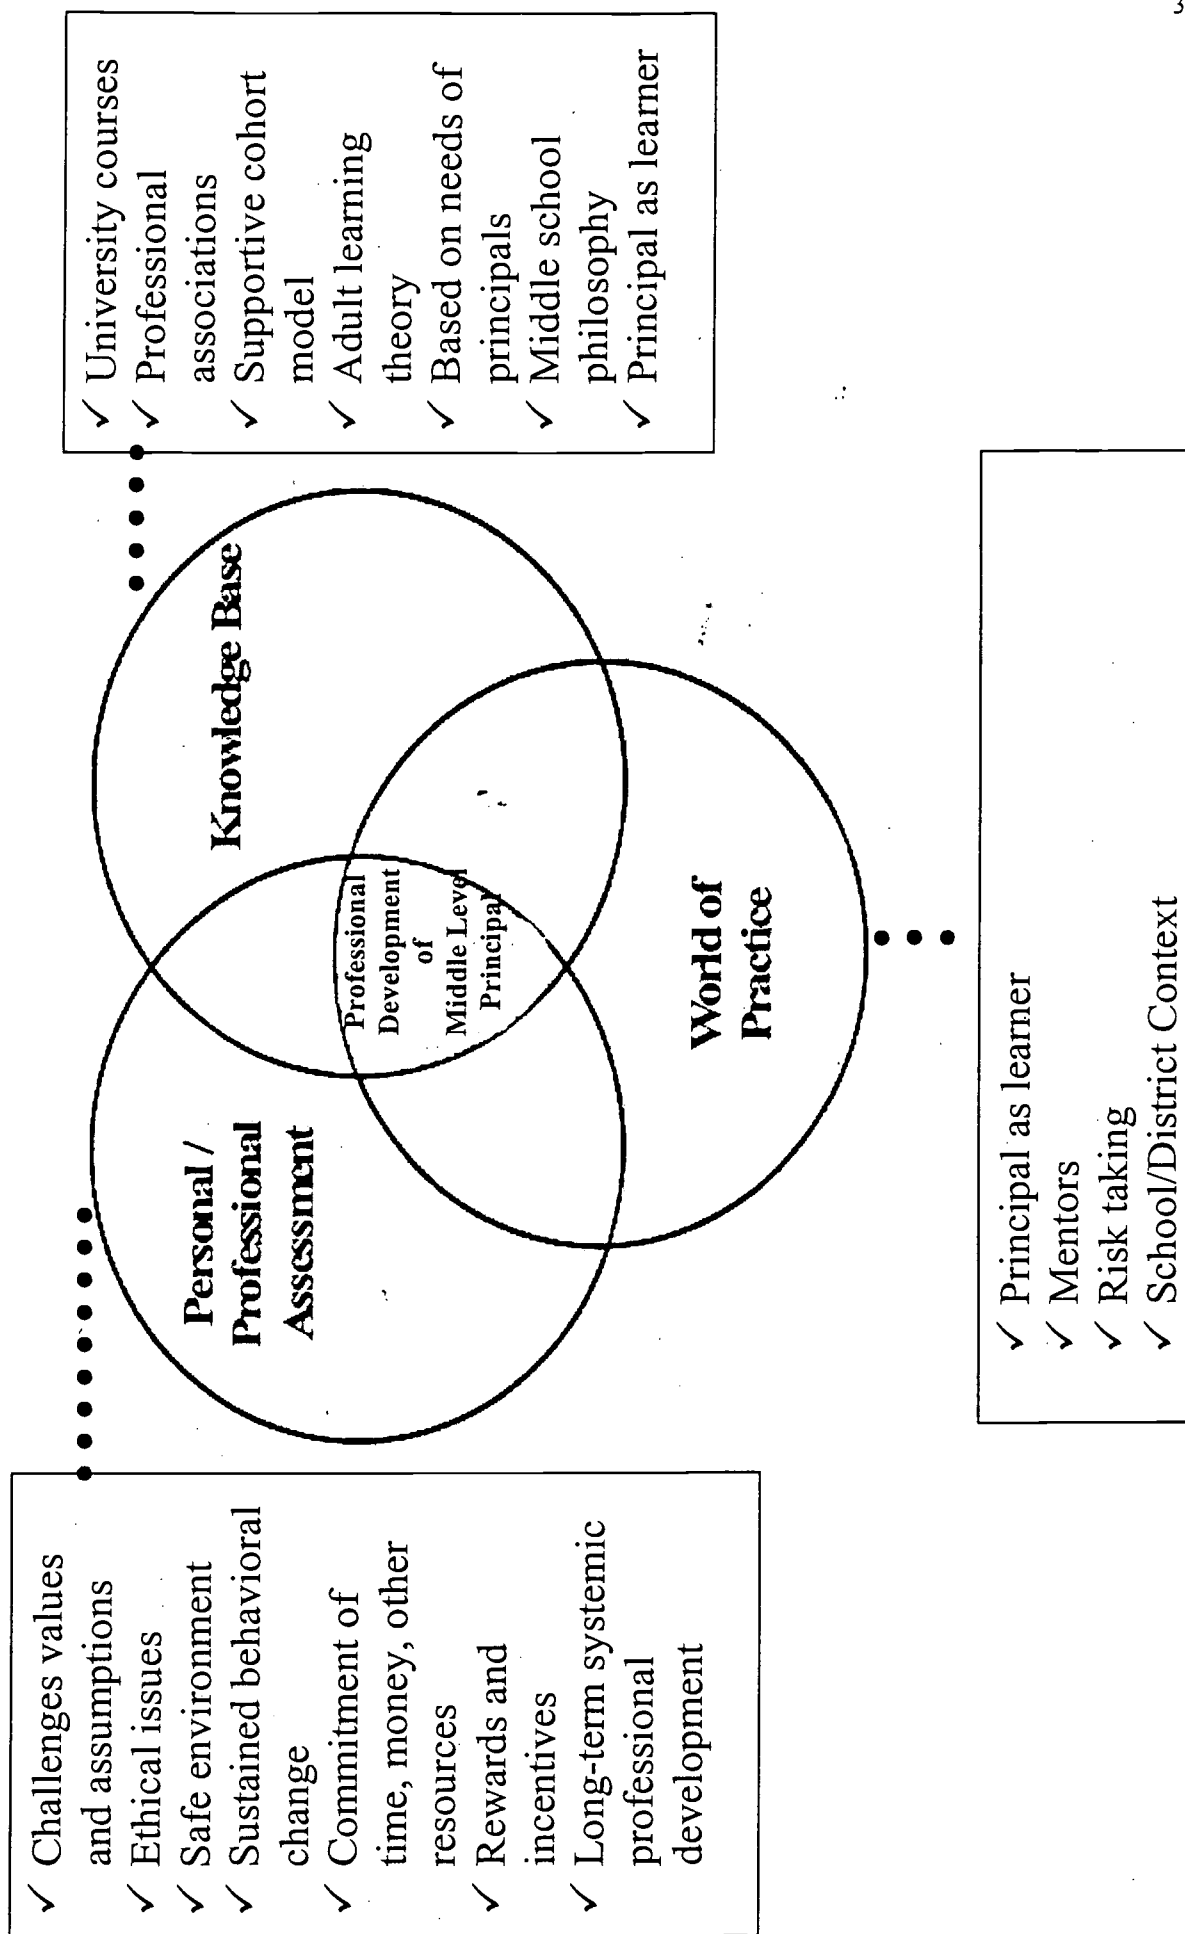 3
✓ Challenges values
and assumptions
✓ Ethical issues
✓ Safe environment
✓ Sustained behavioral
change
✓ Commitment of
time, money, other
resources
✓ Rewards and
incentives
✓ Long-term systemic
professional
development
Personal /
Professional
Assessment
Knowledge Base
Professional
Development
of
Middle Level
Principal
World of
Practice
✓ University courses
✓ Professional
associations
✓ Supportive cohort
model
✓ Adult learning
theory
✓ Based on needs of
principals
✓ Middle school
philosophy
✓ Principal as learner
✓ Principal as learner
✓ Mentors
✓ Risk taking
✓ School/District Context